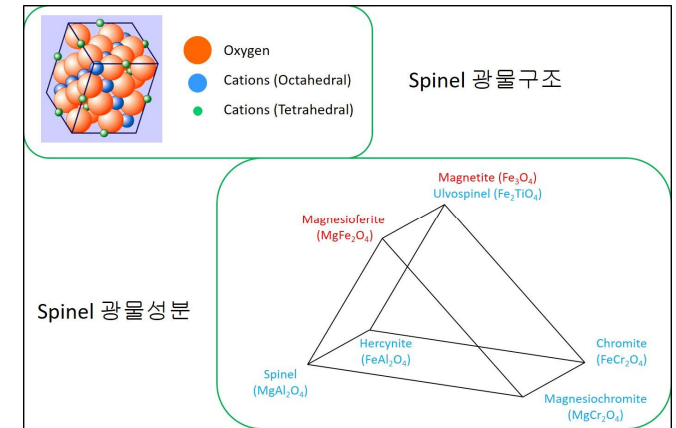 Oxygen
Cations (Octahedral)
Cations (Tetrahedral)
Spinel 광물구조
Magnetite (Fe₃O₄)
Ulvospinel (Fe₂TiO₄)
Magnesioferite
(MgFe₂O₄)
Spinel 광물성분
Hercynite
(FeAl₂O₄)
Chromite
(FeCr₂O₄)
Spinel
(MgAl₂O₄)
Magnesiochromite
(MgCr₂O₄)